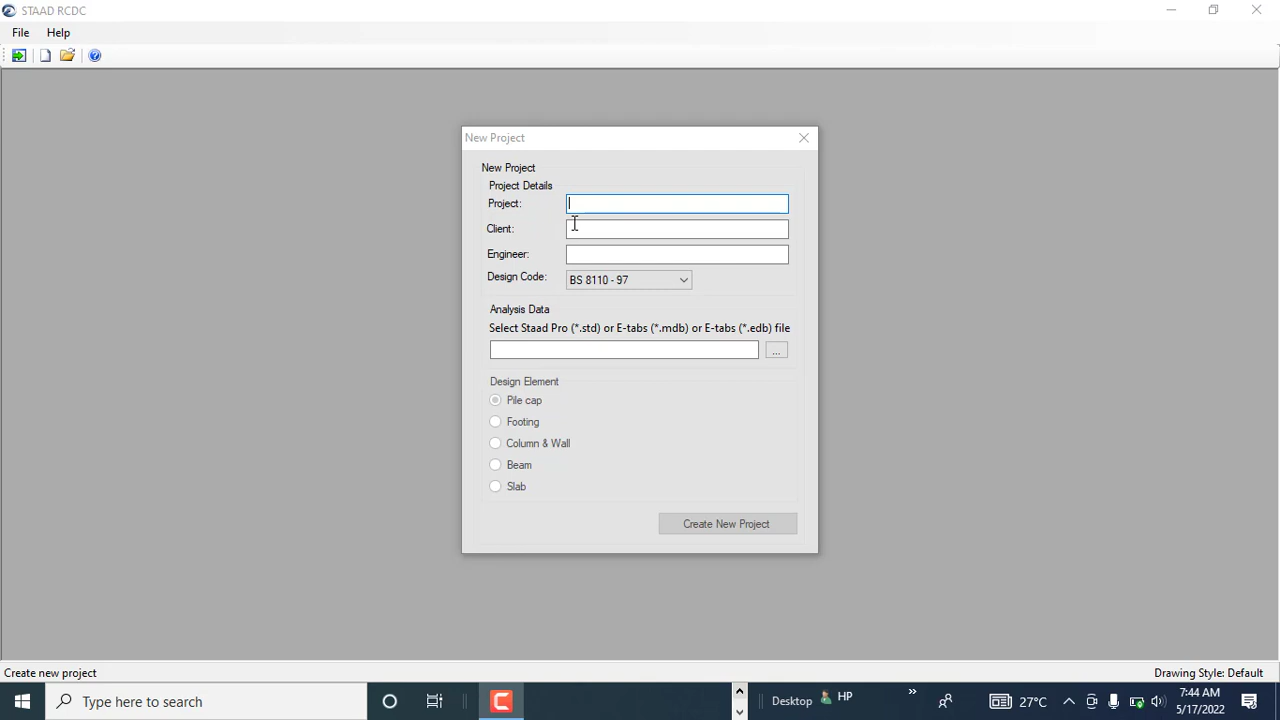 STAAD RCDC
File Help
New Project
New Project
Project Details
Project:
Client:
Engineer:
Design Code: BS 8110 - 97
Analysis Data
Select Staad Pro (*.std) or E-tabs (*.mdb) or E-tabs (*.edb) file
...
Design Element
Pile cap
Footing
Column & Wall
Beam
Slab
Create New Project
Create new project Drawing Style: Default
Type here to search Desktop HP 27°C 7:44 AM
5/17/2022